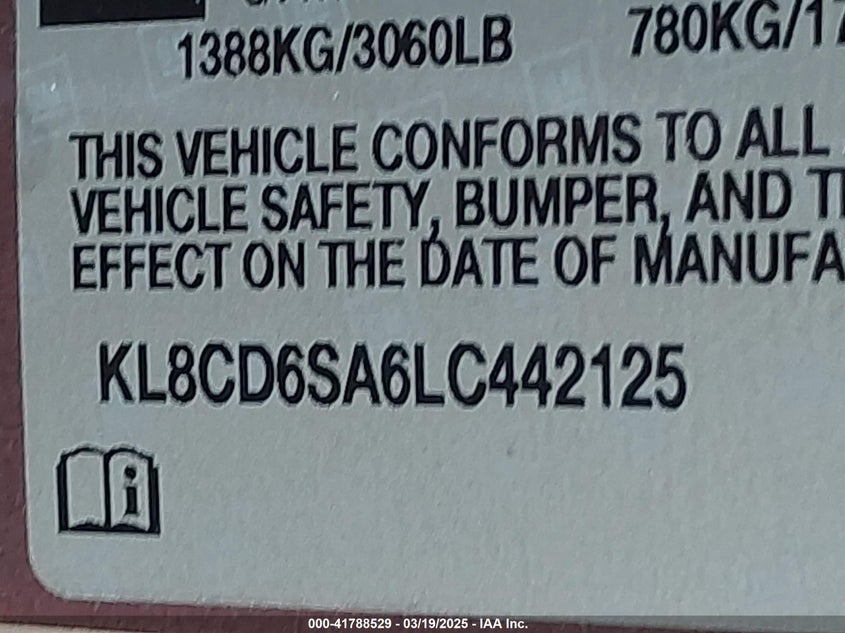 1388KG/3060LB 780KG/17
THIS VEHICLE CONFORMS TO ALL
VEHICLE SAFETY, BUMPER, AND T
EFFECT ON THE DATE OF MANUFA
KL8CD6SA6LC442125
i
000-41788529 - 03/19/2025 - IAA Inc.